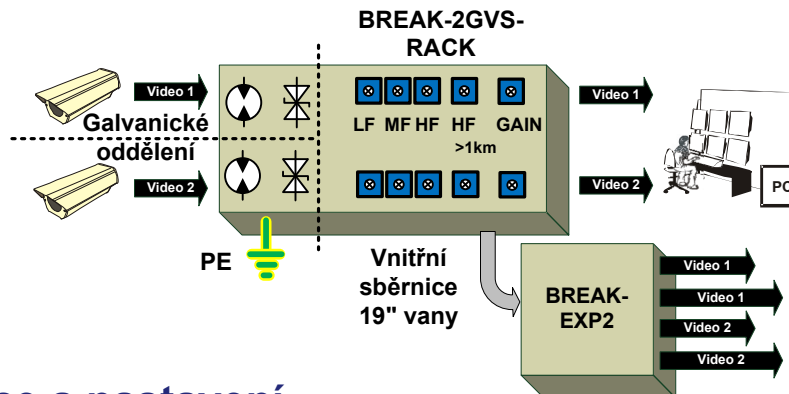 BREAK-2GVS-
RACK
Video 1
Video 1
LF MF HF HF GAIN
>1km
Galvanické
oddělení
Video 2
Video 2
PC
PE
Vnitřní
sběrnice
19" vany
BREAK-
EXP2
Video 1
Video 1
Video 2
Video 2
a nastavení